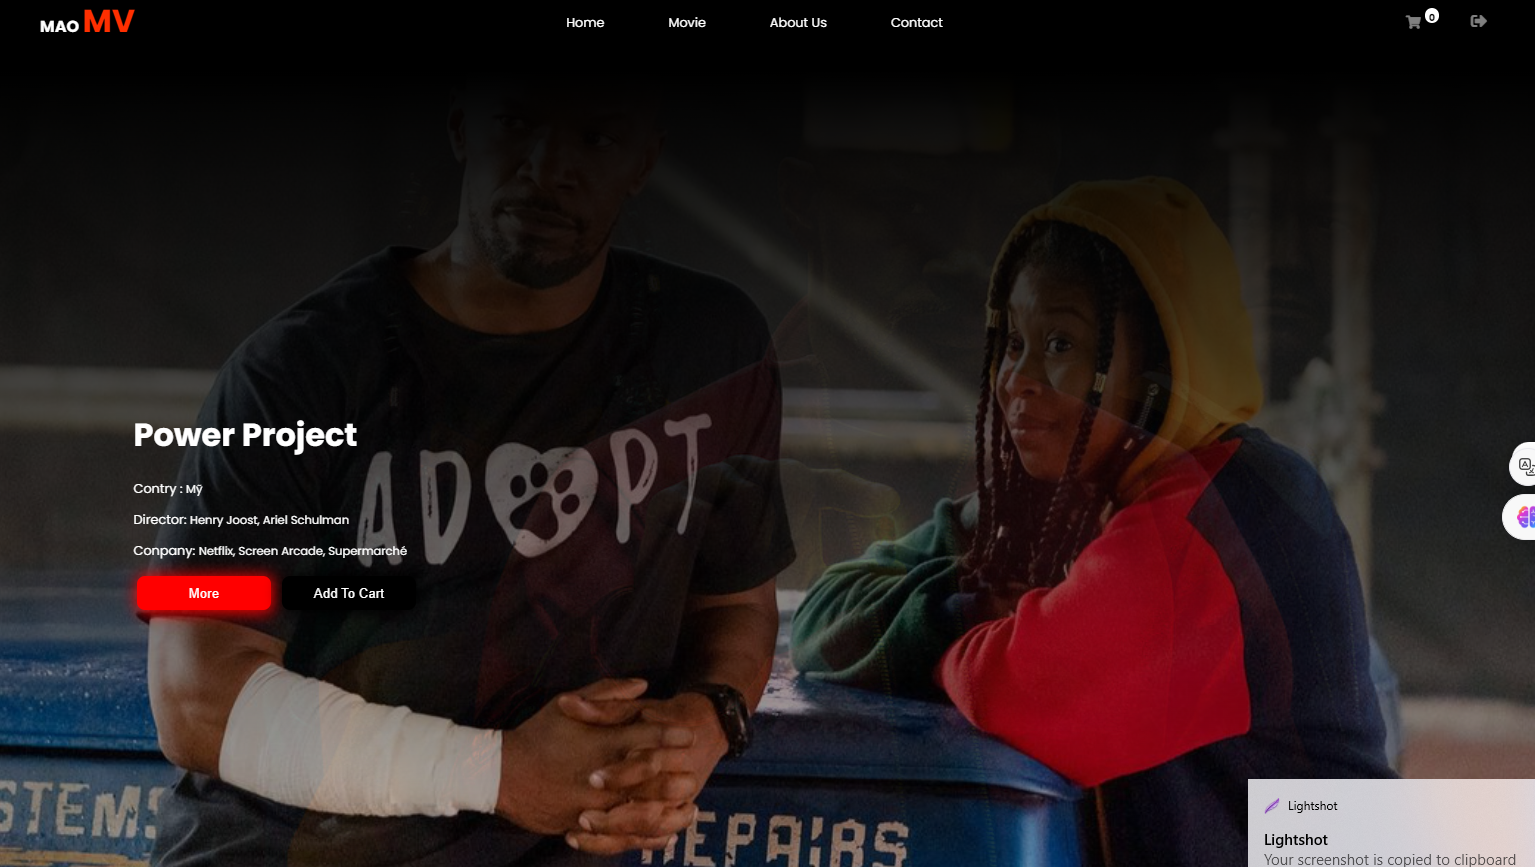 MAO MV
Home
Movie
About Us
Contact
0
ADOPT
Power Project
Contry : Mỹ
Director: Henry Joost, Ariel Schulman
Conpany: Netflix, Screen Arcade, Supermarché
More
Add To Cart
STEMS
REPAIRS
Lightshot
Lightshot
Your screenshot is copied to clipboard